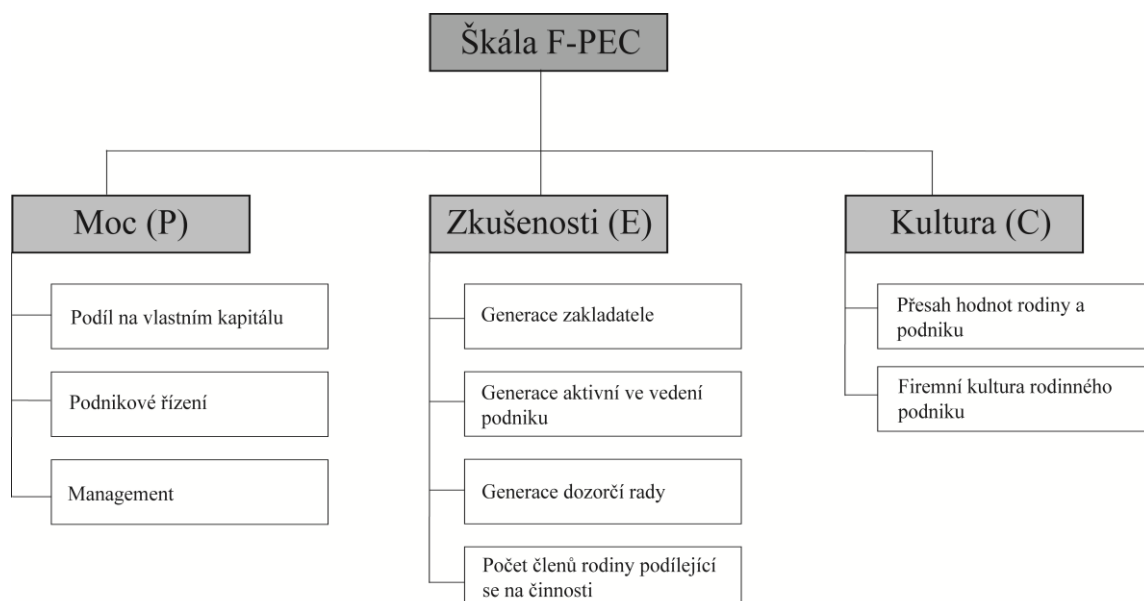 Škála F-PEC
Moc (P)
Podíl na vlastním kapitálu
Podnikové řízení
Management
Zkušenosti (E)
Generace zakladatele
Generace aktivní ve vedení
podniku
Generace dozorčí rady
Počet členů rodiny podílející
se na činnosti
Kultura (C)
Přesah hodnot rodiny a
podniku
Firemní kultura rodinného
podniku